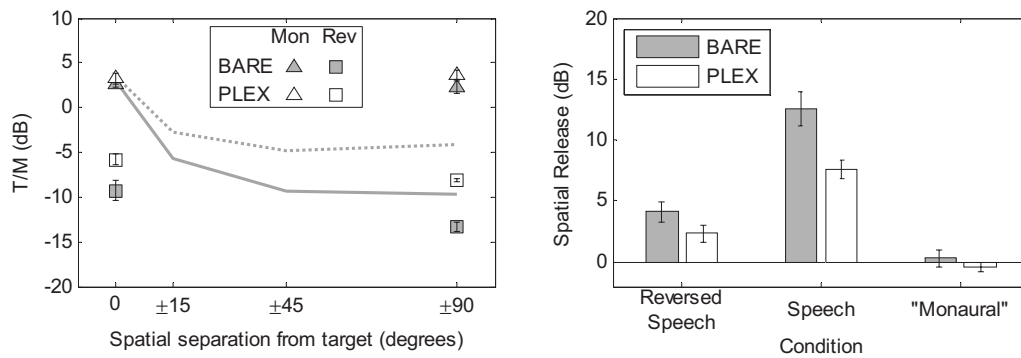 10
5
0
-5
-10
-15
-20
T/M (dB)
Mon Rev
BARE
PLEX
0 ±15 ±45 ±90
Spatial separation from target (degrees)
20
15
10
5
0
Spatial Release (dB)
BARE
PLEX
Reversed Speech "Monaural"
Speech
Condition